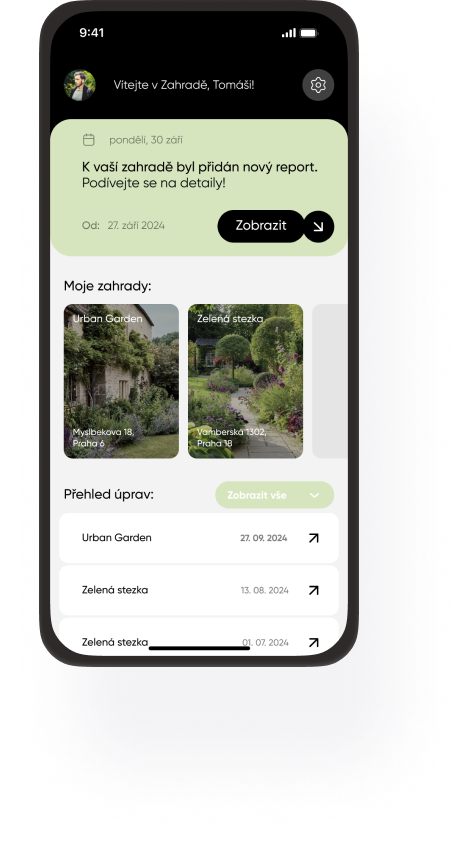 9:41
Vítejte v Zahradě, Tomáši!
pondělí, 30 září
K vaší zahradě byl přidán nový report.
Podívejte se na detaily!
Od: 27. září 2024
Zobrazit
Moje zahrady:
Urban Garden
Myslbekova 18,
Praha 6
Zelená stezka
Vamberská 1302,
Praha 18
Přehled úprav:
Zobrazit vše
Urban Garden 27. 09. 2024
Zelená stezka 13. 08. 2024
Zelená stezka 01. 07. 2024